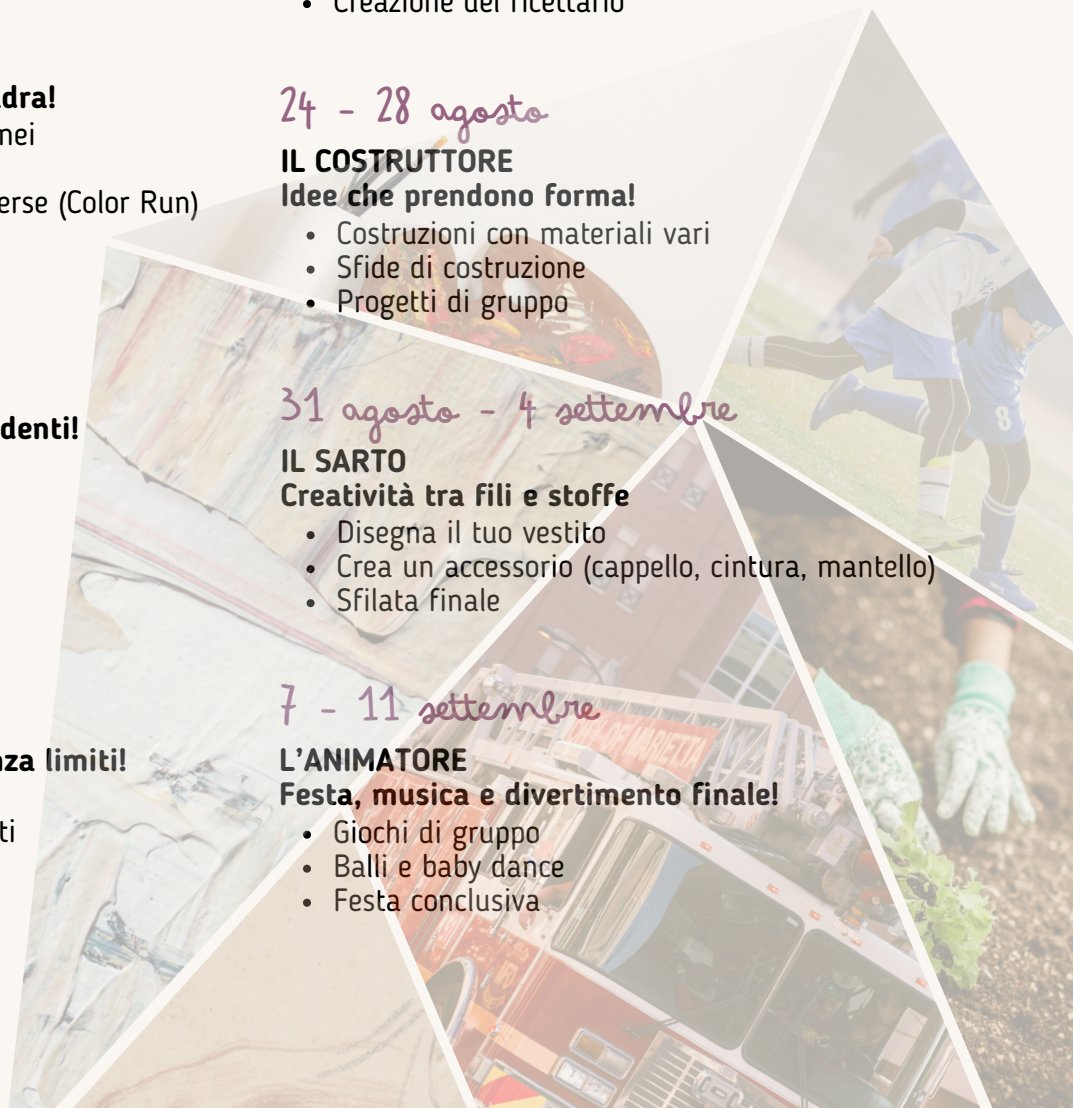 dra!
nei
erse (Color Run)
denti!
nza limiti!
ti
• Creazione del ricettario
24 - 28 agosto
IL COSTRUTTORE
Idee che prendono forma!
• Costruzioni con materiali vari
• Sfide di costruzione
• Progetti di gruppo
31 agosto - 4 settembre
IL SARTO
Creatività tra fili e stoffe
• Disegna il tuo vestito
• Crea un accessorio (cappello, cintura, mantello)
• Sfilata finale
7 - 11 settembre
L'ANIMATORE
Festa, musica e divertimento finale!
• Giochi di gruppo
• Balli e baby dance
• Festa conclusiva
8